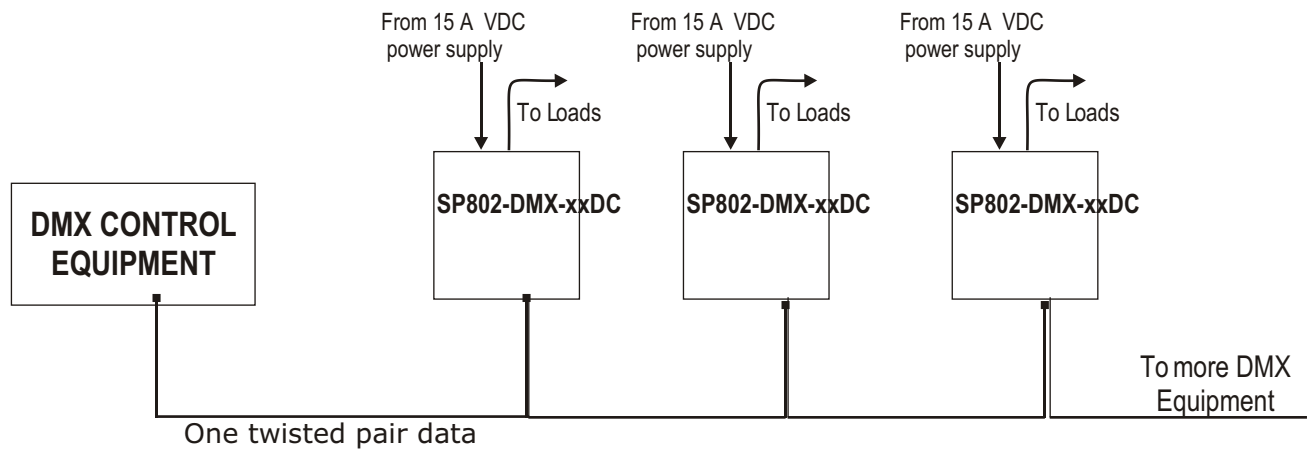 From 15 A VDC
power supply
From 15 A VDC
power supply
From 15 A VDC
power supply
To Loads
To Loads
To Loads
DMX CONTROL
EQUIPMENT
SP802-DMX-xxDC
SP802-DMX-xxDC
SP802-DMX-xxDC
To more DMX
Equipment
One twisted pair data